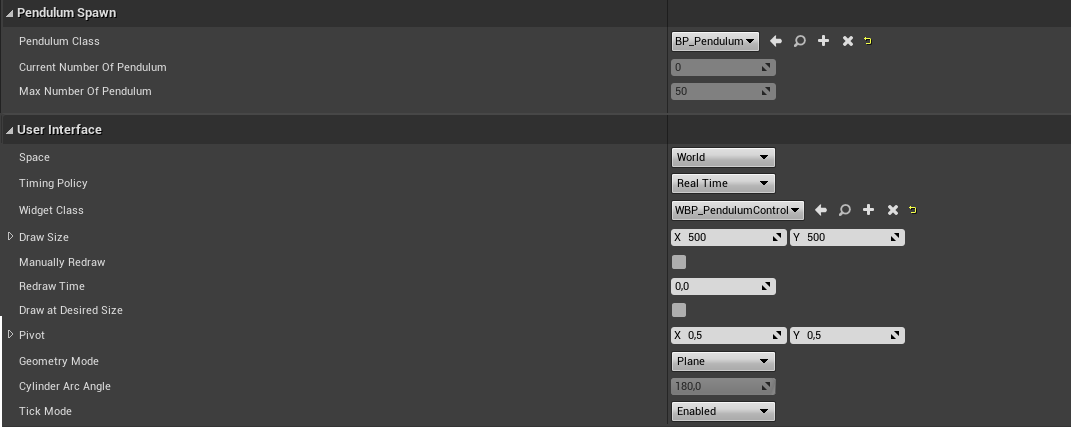 Pendulum Spawn
Pendulum Class BP_Pendulum
Current Number Of Pendulum 0
Max Number Of Pendulum 50
User Interface
Space World
Timing Policy Real Time
Widget Class WBP_PendulumControl
Draw Size X 500 Y 500
Manually Redraw
Redraw Time 0,0
Draw at Desired Size
Pivot X 0,5 Y 0,5
Geometry Mode Plane
Cylinder Arc Angle 180,0
Tick Mode Enabled